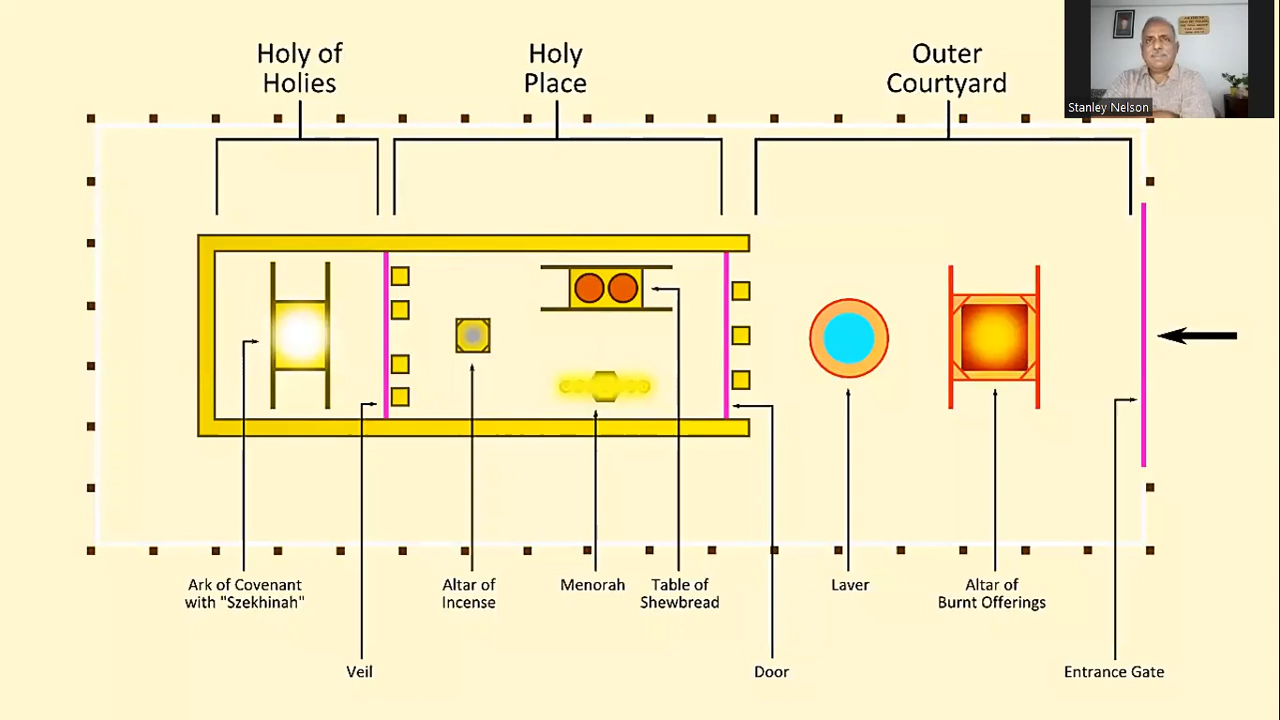 Holy of
Holies
Holy
Place
Outer
Courtyard
Stanley Nelson
Ark of Covenant
with "Szekhinah"
Altar of
Incense
Menorah
Table of
Shewbread
Laver
Altar of
Burnt Offerings
Veil
Door
Entrance Gate